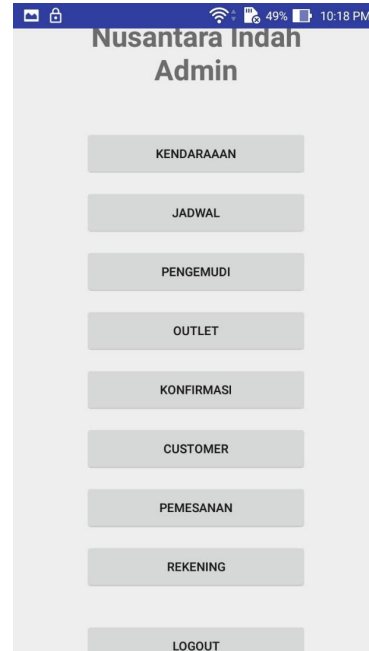 49% 10:18 PM
Nusantara Indah
Admin
KENDARAAAN
JADWAL
PENGEMUDI
OUTLET
KONFIRMASI
CUSTOMER
PEMESANAN
REKENING
LOGOUT